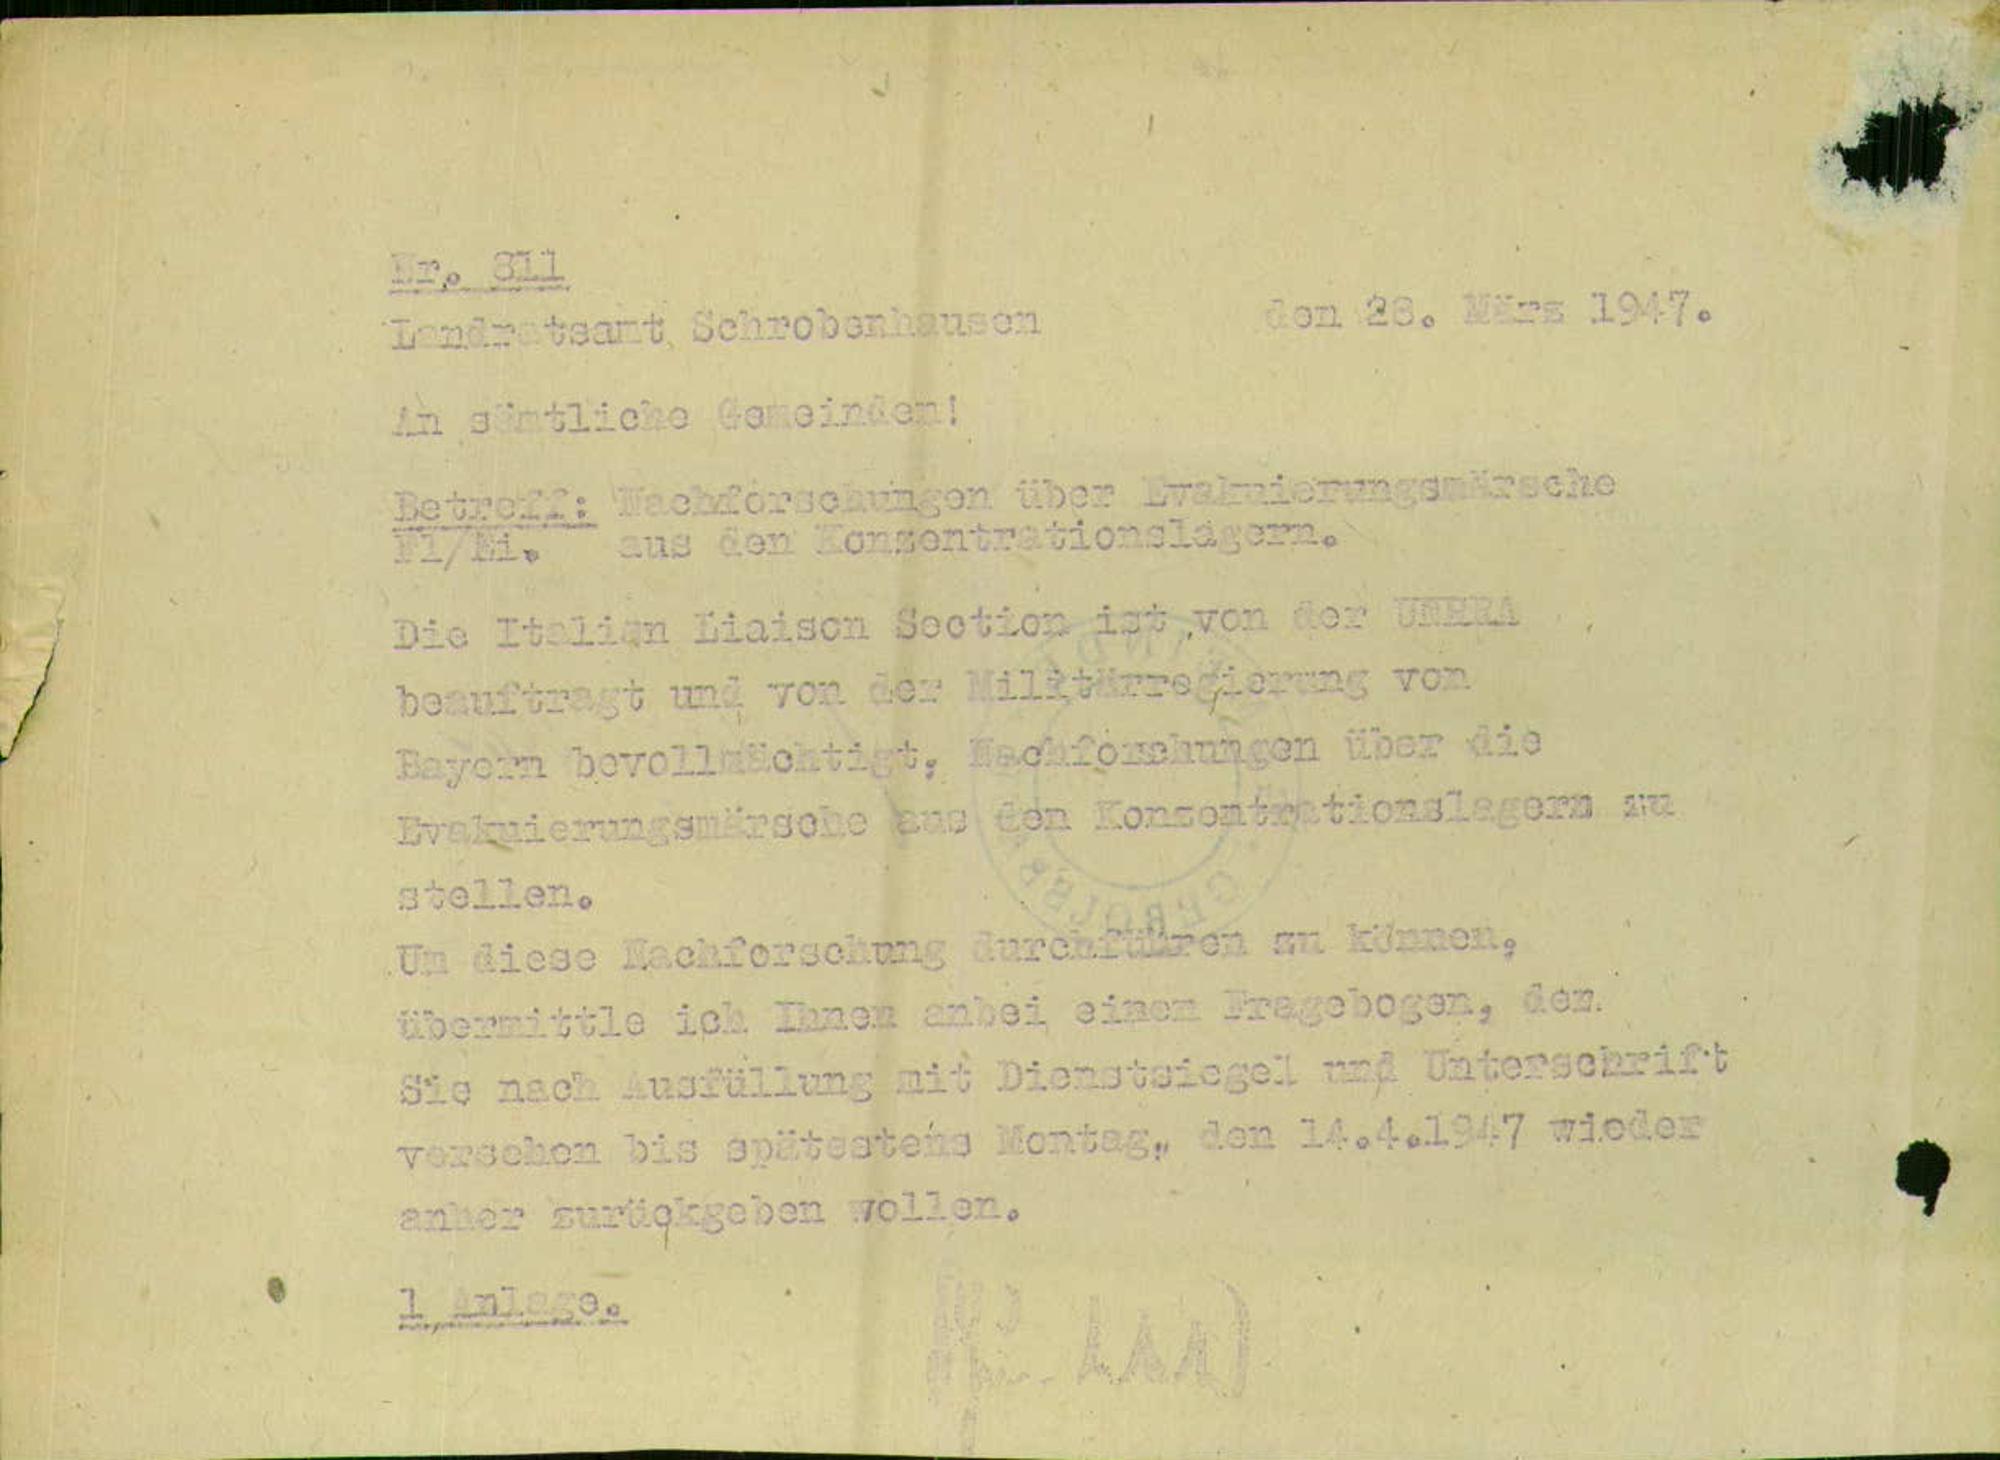 Nr. 811
Landratsamt Schrobenhausen den 28. März 1947.
An sämtliche Gemeinden!
Betreff: Nachforschungen über Evakuierungsmärsche
Fl/Ei. aus den Konzentrationslagern.
Die Italian Liaison Section ist von der UNRRA
beauftragt und von der Militärregierung von
Bayern bevollmächtigt, Nachforschungen über die
Evakuierungsmärsche aus den Konzentrationslagern zu
stellen.
Um diese Nachforschung durchführen zu können,
übermittle ich Ihnen anbei einen Fragebogen, den
Sie nach Ausfüllung mit Dienstsiegel und Unterschrift
versehen bis spätestens Montag, den 14.4.1947 wieder
anher zurückgeben wollen.
1 Anlage.